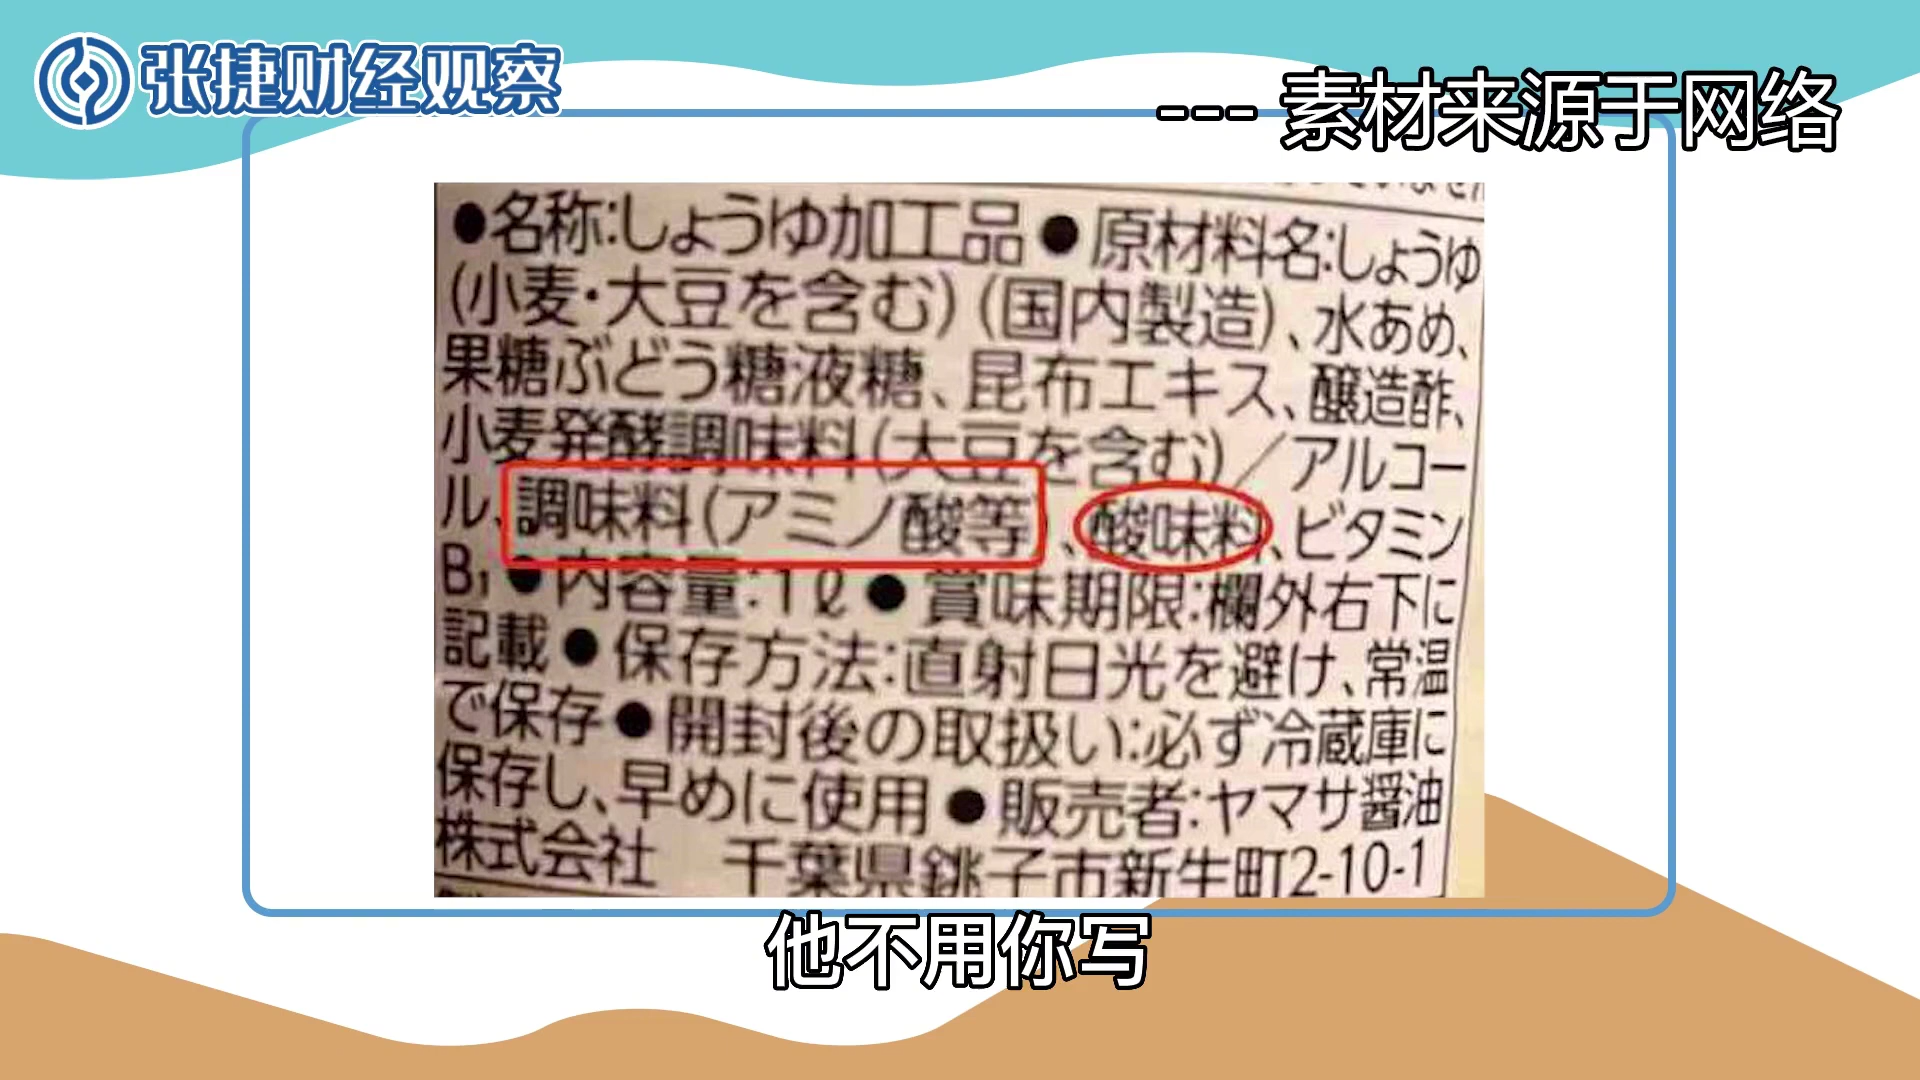 张捷财经观察
--- 素材来源于网络
●名称:しょうゆ加工品●原材料名:しょうゆ
(小麦・大豆を含む)(国内製造)、水あめ、
果糖ぶどう糖液糖、昆布エキス、醸造酢、
小麦発酵調味料(大豆を含む)/アルコー
ル、調味料(アミノ酸等)、酸味料、ビタミン
B₁●内容量:1ℓ●賞味期限:欄外右下に
記載●保存方法:直射日光を避け、常温
で保存●開封後の取扱い:必ず冷蔵庫に
保存し、早めに使用●販売者:ヤマサ醤油
株式会社 千葉県銚子市新生町2-10-1
他不用你写